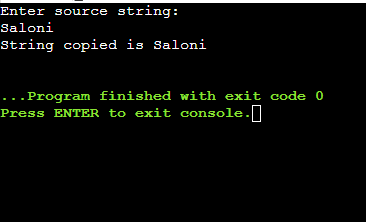 Enter source string:
Saloni
String copied is Saloni
...Program finished with exit code 0
Press ENTER to exit console.